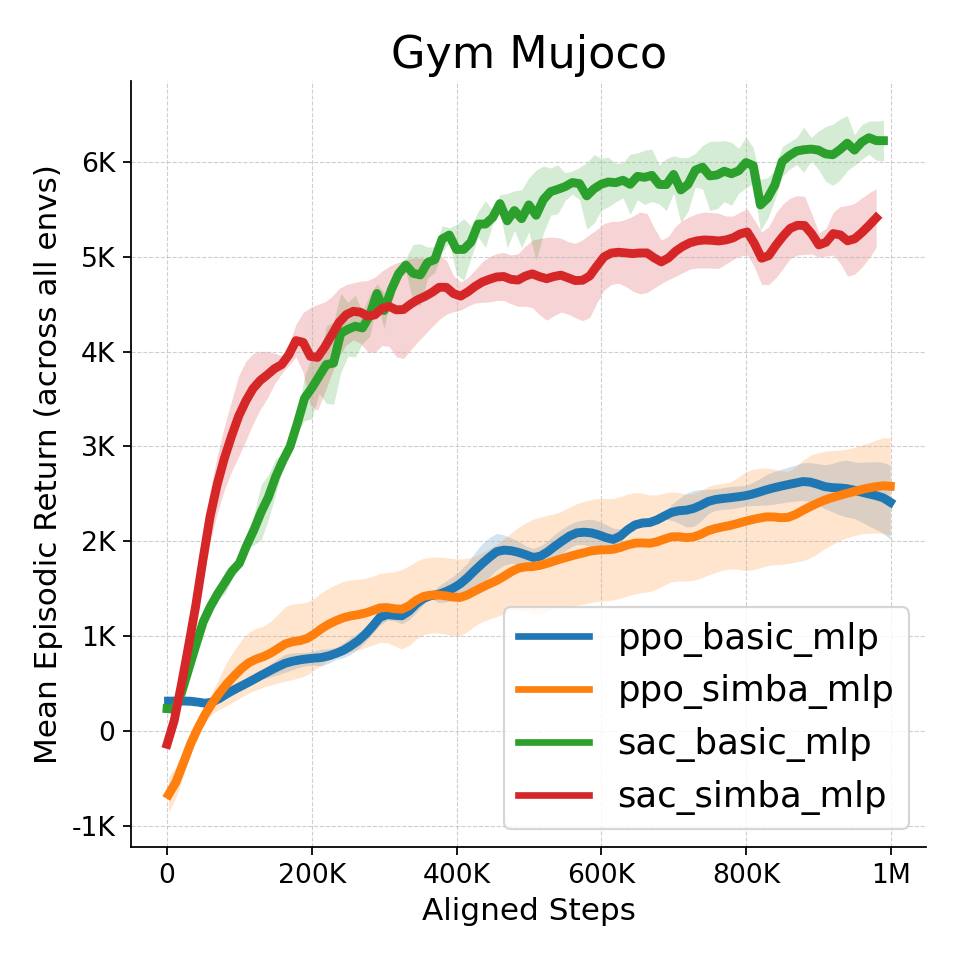 Gym Mujoco
Mean Episodic Return (across all envs)
6K
5K
4K
3K
2K
1K
0
-1K
ppo_basic_mlp
ppo_simba_mlp
sac_basic_mlp
sac_simba_mlp
0 200K 400K 600K 800K 1M
Aligned Steps